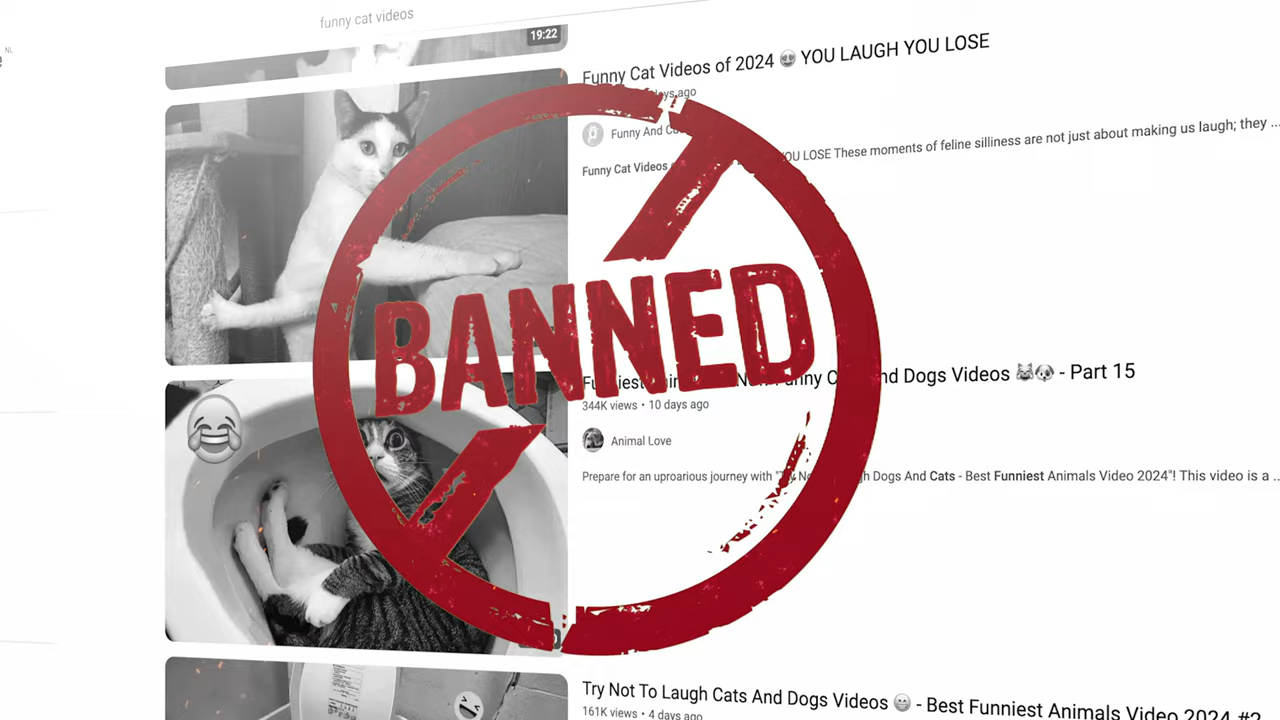 funny cat videos
NL
19:22
Funny Cat Videos of 2024 😍 YOU LAUGH YOU LOSE
days ago
Funny And
Funny Cat Videos
YOU LOSE These moments of feline silliness are not just about making us laugh; they ...
BANNED
nd Dogs Videos 😹🐶 - Part 15
344K views • 10 days ago
Animal Love
Prepare for an uproarious journey with "Try
gh Dogs And Cats - Best Funniest Animals Video 2024"! This video is a ...
Try Not To Laugh Cats And Dogs Videos 😁 - Best Funniest Animals Video 2024 #2
161K views • 4 days ago